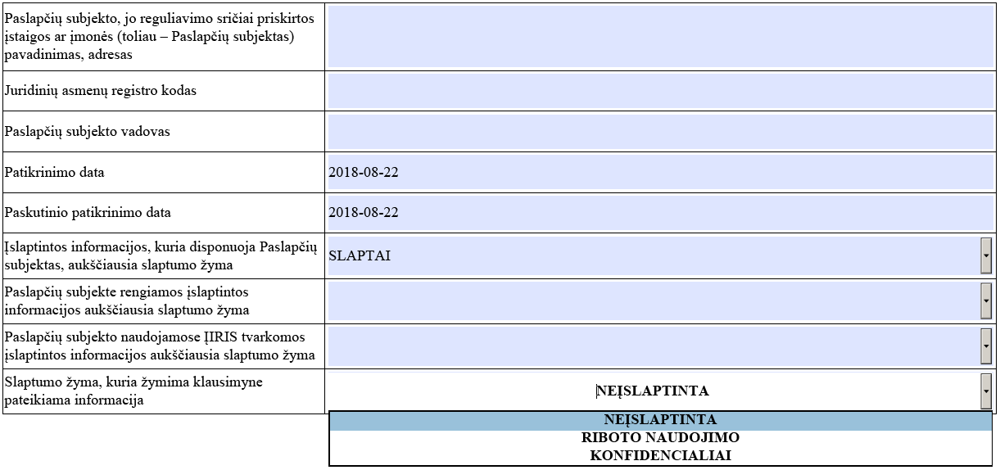 Paslapčių subjekto, jo reguliavimo sričiai priskirtos
įstaigos ar įmonės (toliau – Paslapčių subjektas)
pavadinimas, adresas
Juridinių asmenų registro kodas
Paslapčių subjekto vadovas
Patikrinimo data
2018-08-22
Paskutinio patikrinimo data
2018-08-22
Įslaptintos informacijos, kuria disponuoja Paslapčių
subjektas, aukščiausia slaptumo žyma
SLAPTAI
Paslapčių subjekte rengiamos įslaptintos
informacijos aukščiausia slaptumo žyma
Paslapčių subjekto naudojamose ĮIRIS tvarkomos
įslaptintos informacijos aukščiausia slaptumo žyma
Slaptumo žyma, kuria žymima klausimyne
pateikiama informacija
NEĮSLAPTINTA
NEĮSLAPTINTA
RIBOTO NAUDOJIMO
KONFIDENCIALIAI